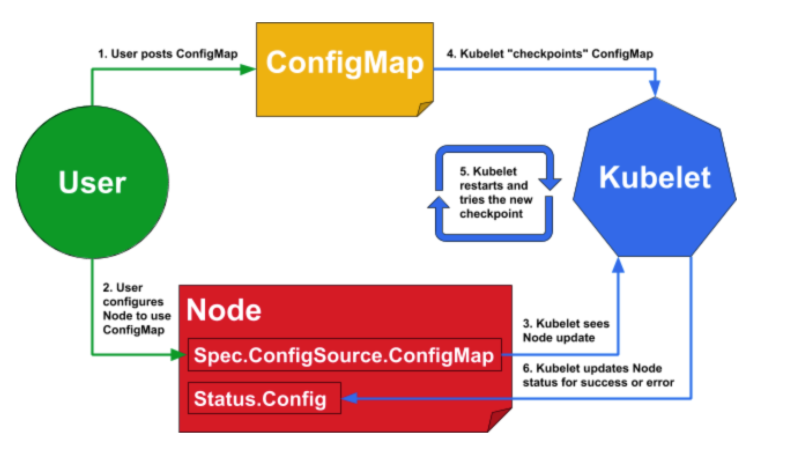 1. User posts ConfigMap
ConfigMap
4. Kubelet "checkpoints" ConfigMap
User
5. Kubelet
restarts and
tries the new
checkpoint
Kubelet
2. User
configures
Node to use
ConfigMap
Node
Spec.ConfigSource.ConfigMap
Status.Config
3. Kubelet sees
Node update
6. Kubelet updates Node
status for success or error